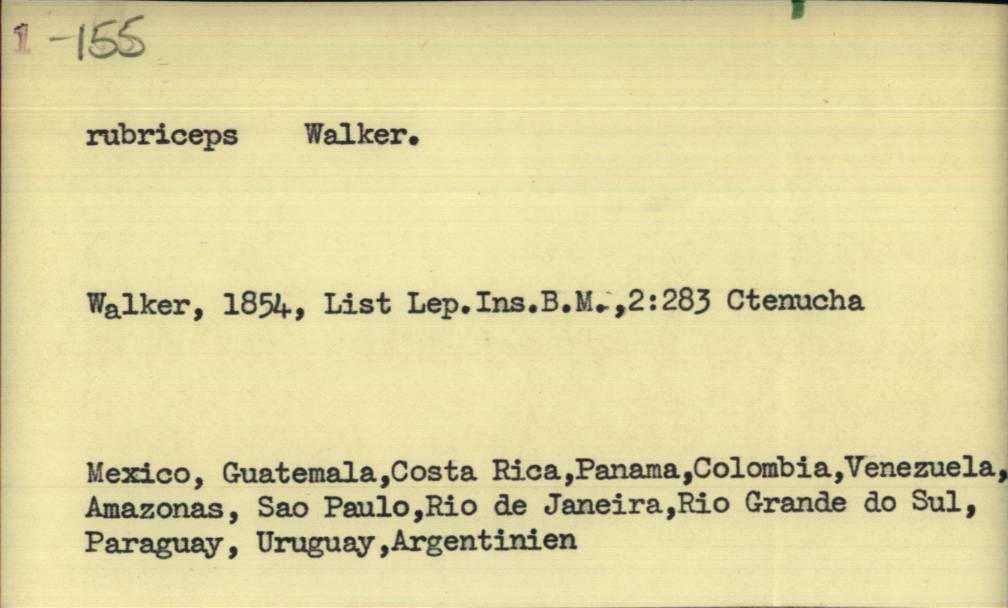 1 -155
rubriceps Walker.
Walker, 1854, List Lep.Ins.B.M.,2:283 Ctenucha
Mexico, Guatemala,Costa Rica,Panama,Colombia,Venezuela,
Amazonas, Sao Paulo,Rio de Janeira,Rio Grande do Sul,
Paraguay, Uruguay,Argentinien